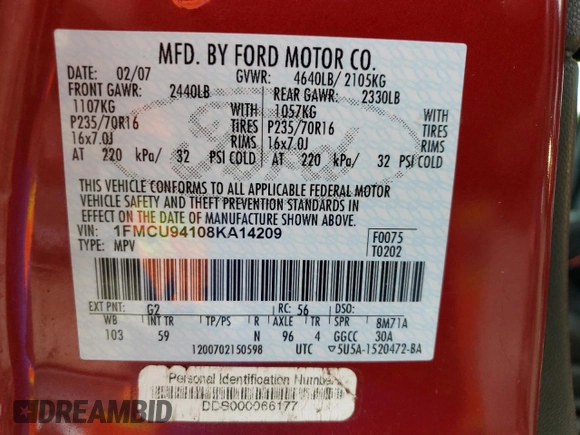 MFD. BY FORD MOTOR CO.
DATE: 02/07 GVWR: 4640LB/ 2105KG
FRONT GAWR: 2440LB REAR GAWR: 2330LB
1107KG WITH 1057KG WITH
P235/70R16 TIRES P235/70R16 TIRES
16x7.0J RIMS 16x7.0J RIMS
AT 220 kPa/ 32 PSI COLD AT 220 kPa/ 32 PSI COLD
Ford
THIS VEHICLE CONFORMS TO ALL APPLICABLE FEDERAL MOTOR
VEHICLE SAFETY AND THEFT PREVENTION STANDARDS IN
EFFECT ON THE DATE OF MANUFACTURE SHOWN ABOVE.
VIN: 1FMCU94108KA14209 F0075
TYPE: MPV T0202
EXT PNT: G2 RC: 56 DSO:
WB INT TR TP/PS R AXLE TR SPR BM71A
103 59 N 96 4 GGCC 30A
1200702150598 UTC ▽5U5A-1520472-BA
Personal Identification Number
DDS000066177
DREAMBID